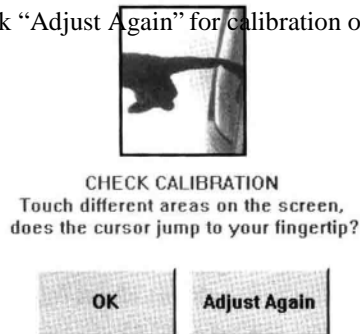 k “Adjust Again” for calibration o
CHECK CALIBRATION
Touch different areas on the screen,
does the cursor jump to your fingertip?
OK
Adjust Again